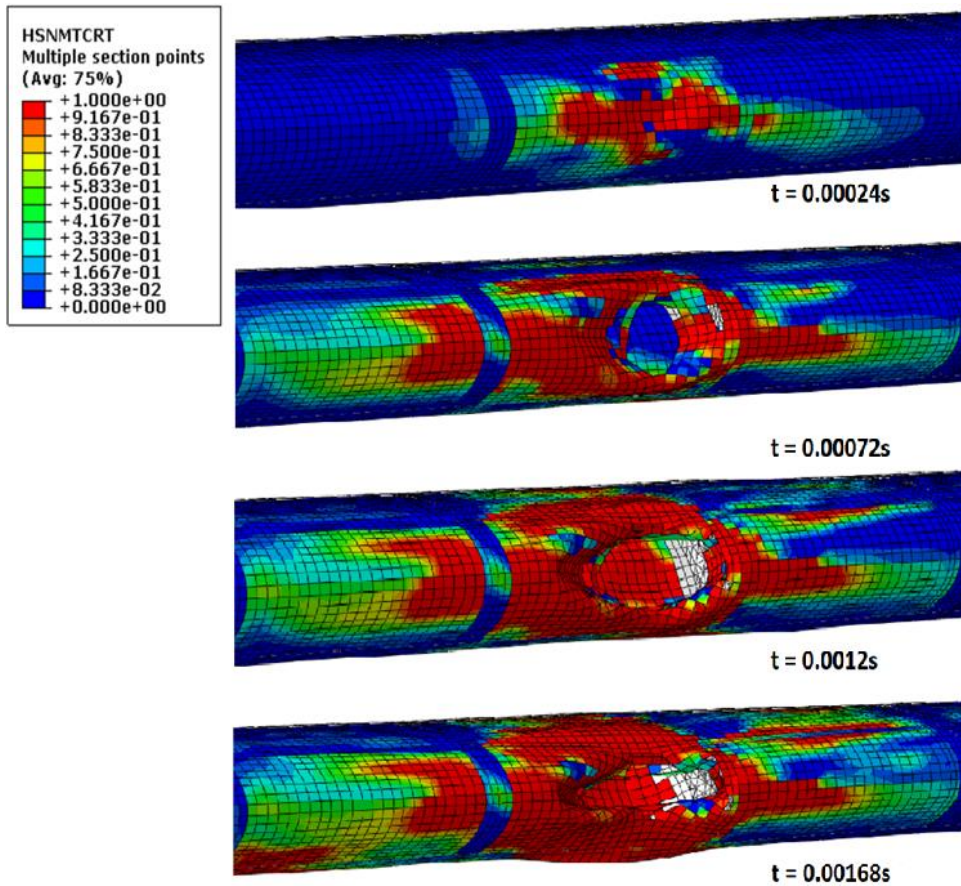 HSNMTCRT
Multiple section points
(Avg: 75%)
+1.000e+00
+9.167e-01
+8.333e-01
+7.500e-01
+6.667e-01
+5.833e-01
+5.000e-01
+4.167e-01
+3.333e-01
+2.500e-01
+1.667e-01
+8.333e-02
+0.000e+00
t = 0.00024s
t = 0.00072s
t = 0.0012s
t = 0.00168s